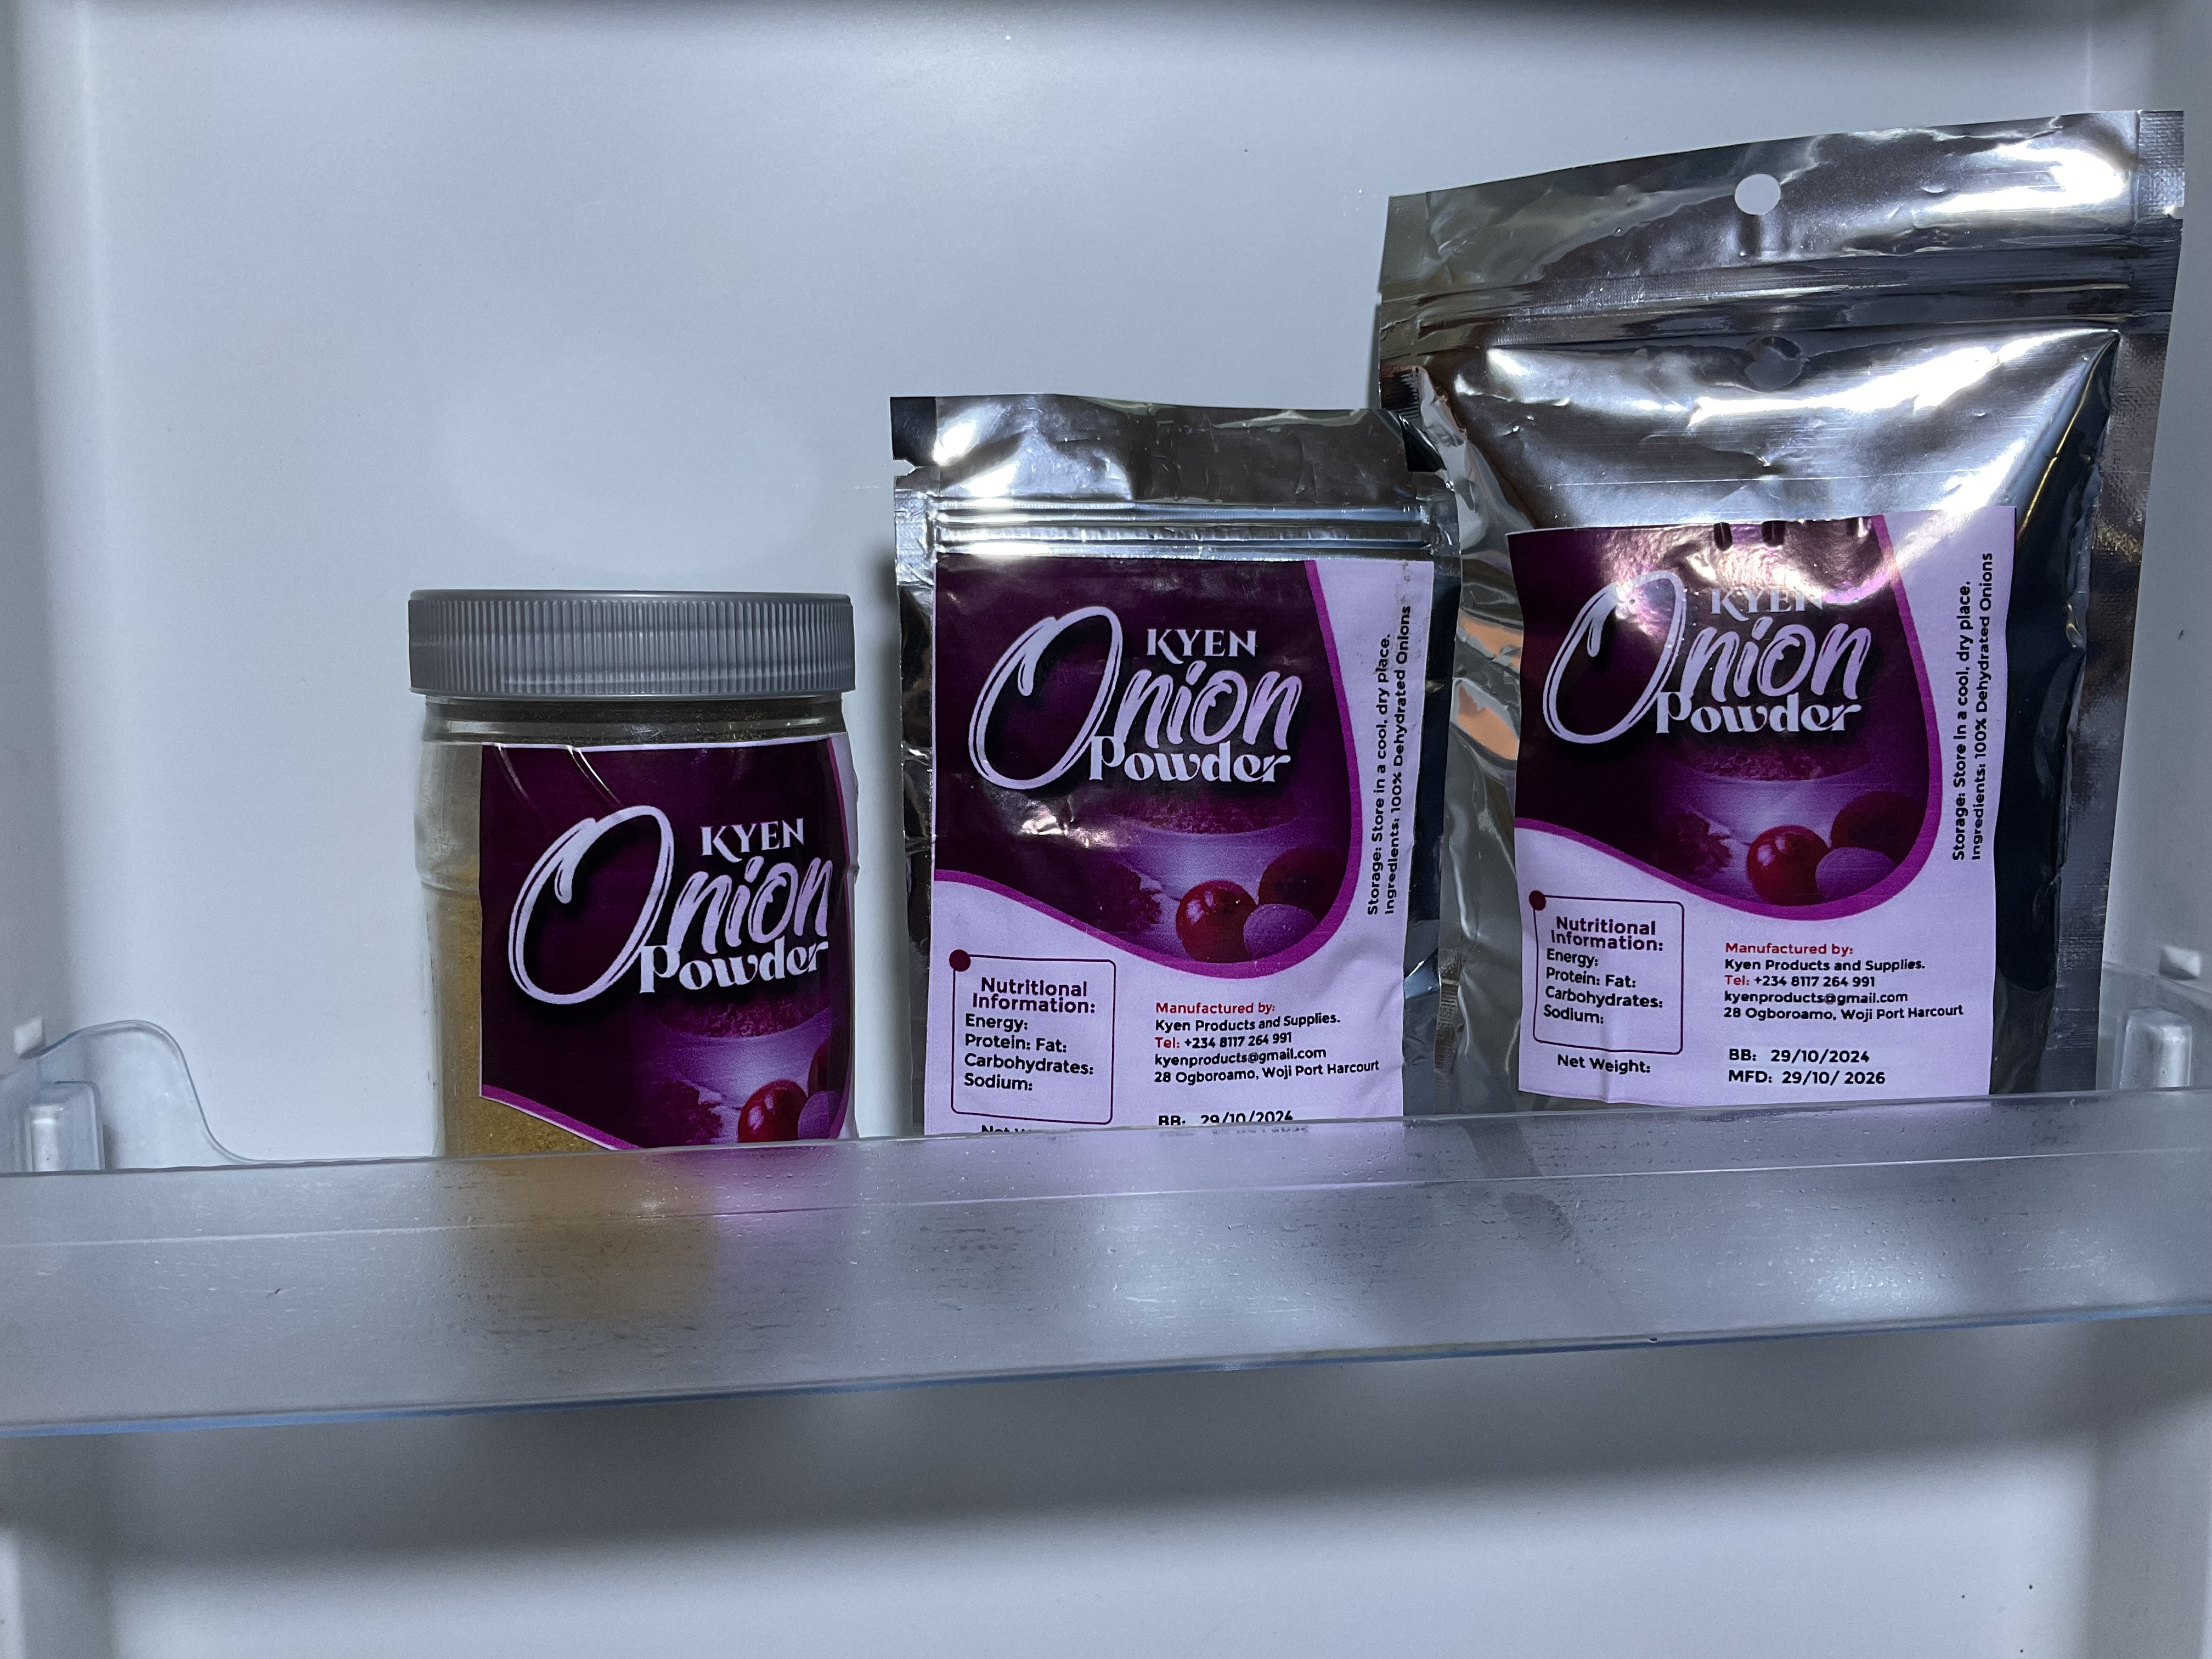 KYEN
Onion
Powder
KYEN
Onion
Powder
Storage: Store in a cool, dry place.
Ingredients: 100% Dehydrated Onions
Nutritional
Information:
Energy:
Protein: Fat:
Carbohydrates:
Sodium:
Manufactured by:
Kyen Products and Supplies.
Tel: +234 8117 264 991
kyenproducts@gmail.com
28 Ogboroamo, Woji Port Harcourt
BB: 29/10/2024
KYEN
Onion
Powder
Storage: Store in a cool, dry place.
Ingredients: 100% Dehydrated Onions
Nutritional
Information:
Energy:
Protein: Fat:
Carbohydrates:
Sodium:
Net Weight:
Manufactured by:
Kyen Products and Supplies.
Tel: +234 8117 264 991
kyenproducts@gmail.com
28 Ogboroamo, Woji Port Harcourt
BB: 29/10/2024
MFD: 29/10/ 2026